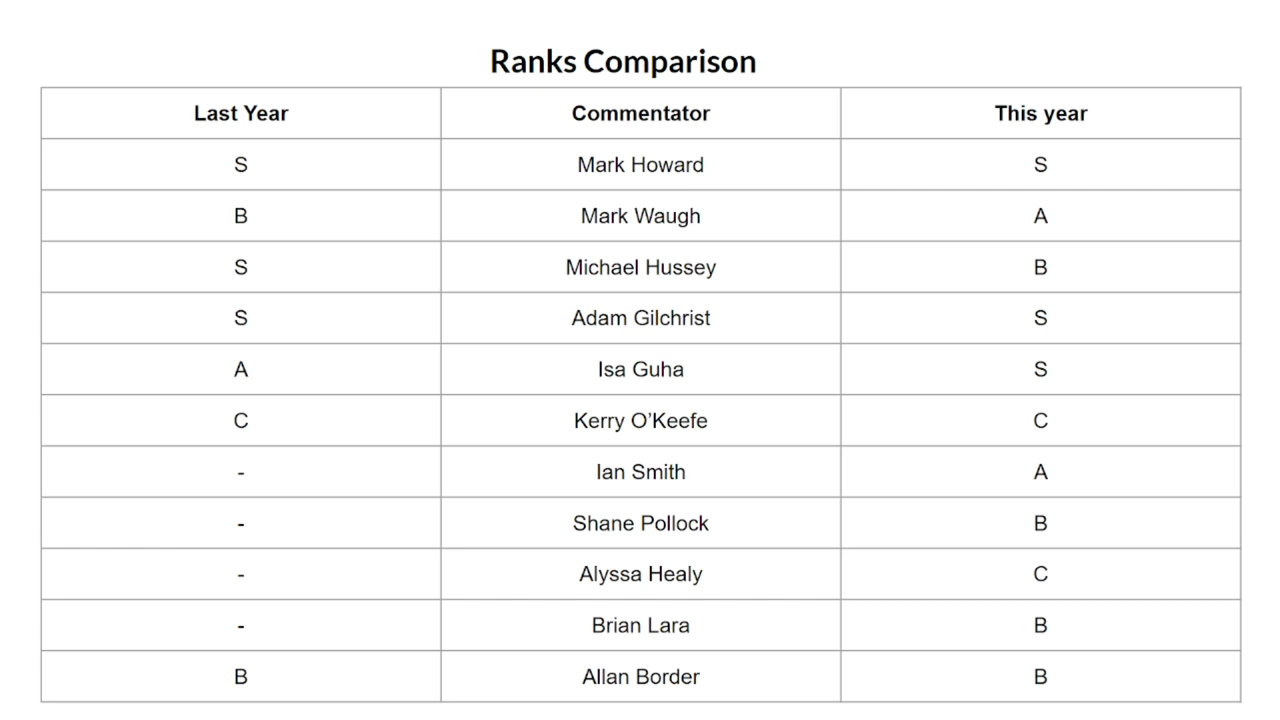 Ranks Comparison
Last Year Commentator This year
S Mark Howard S
B Mark Waugh A
S Michael Hussey B
S Adam Gilchrist S
A Isa Guha S
C Kerry O’Keefe C
- Ian Smith A
- Shane Pollock B
- Alyssa Healy C
- Brian Lara B
B Allan Border B